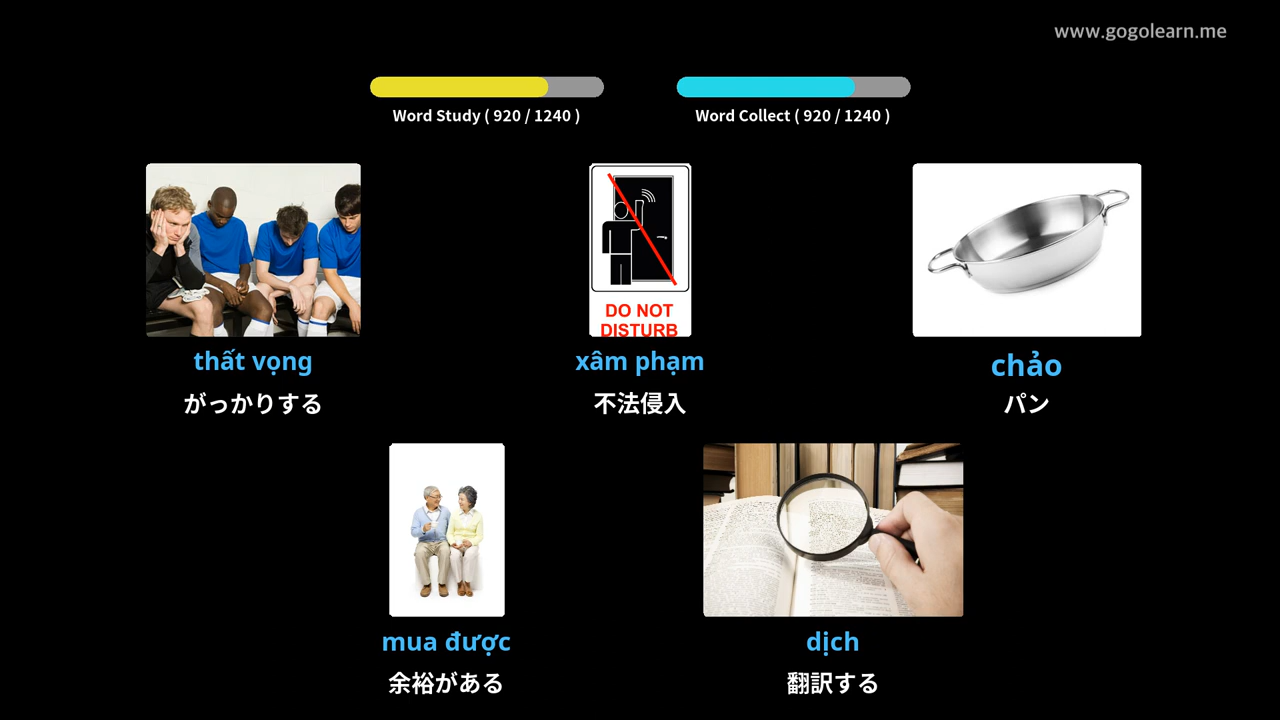 www.gogolearn.me
Word Study ( 920 / 1240 )
Word Collect ( 920 / 1240 )
DO NOT
DISTURB
thất vọng
xâm phạm
chảo
がっかりする
不法侵入
パン
mua được
dịch
余裕がある
翻訳する